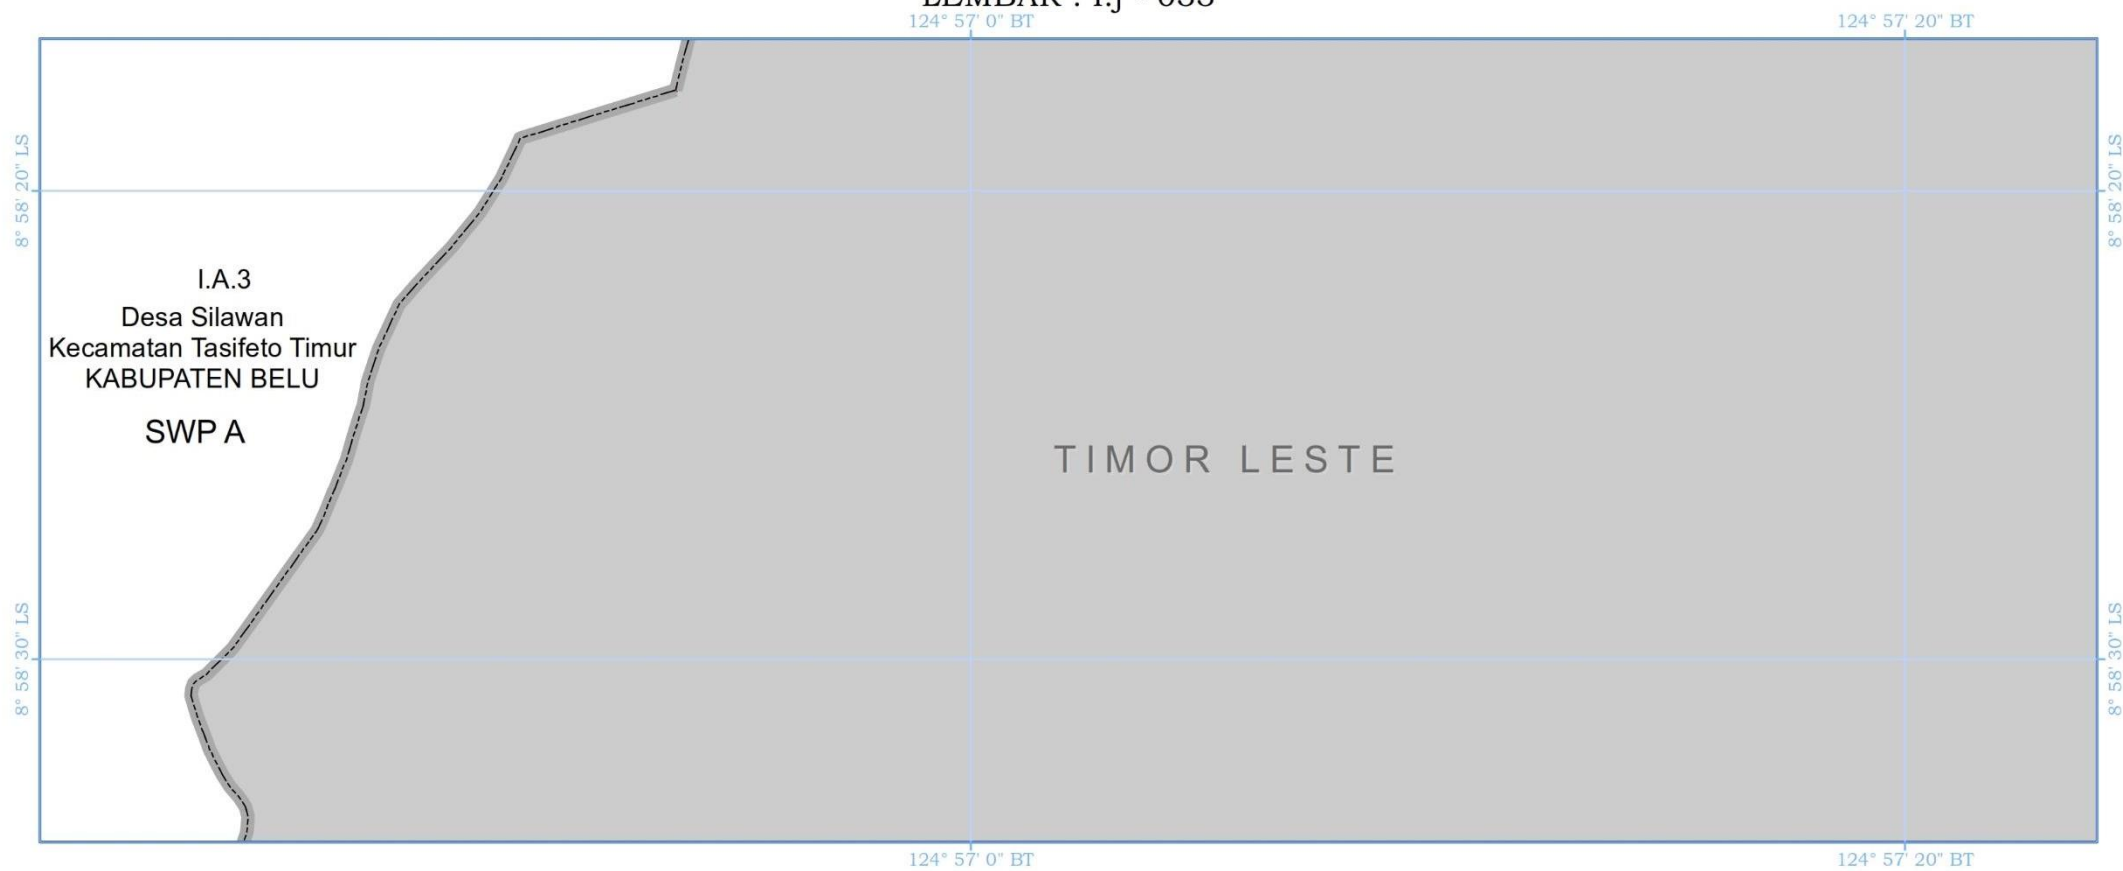 124° 57' 0" BT
124° 57' 20" BT
8° 58' 20" LS
8° 58' 20" LS
I.A.3
Desa Silawan
Kecamatan Tasifeto Timur
KABUPATEN BELU
SWP A
TIMOR LESTE
8° 58' 30" LS
8° 58' 30" LS
124° 57' 0" BT
124° 57' 20" BT